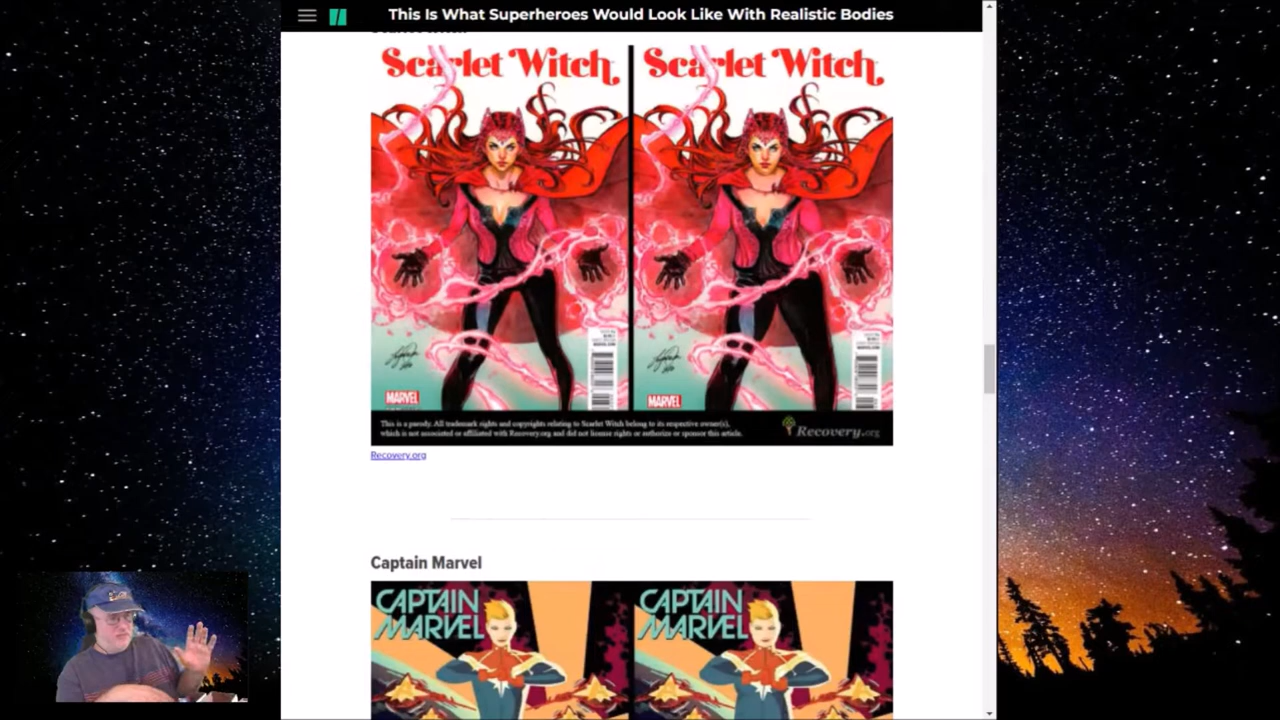 This Is What Superheroes Would Look Like With Realistic Bodies
Scarlet Witch. Scarlet Witch.
MARVEL MARVEL
This is a parody. All trademark rights and copyrights relating to Scarlet Witch belong to its respective owner(s),
which is not associated or affiliated with Recovery.org and did not license rights or authorize or sponsor this article.
Recovery.org
Recovery.org
Captain Marvel
CAPTAIN MARVEL CAPTAIN MARVEL